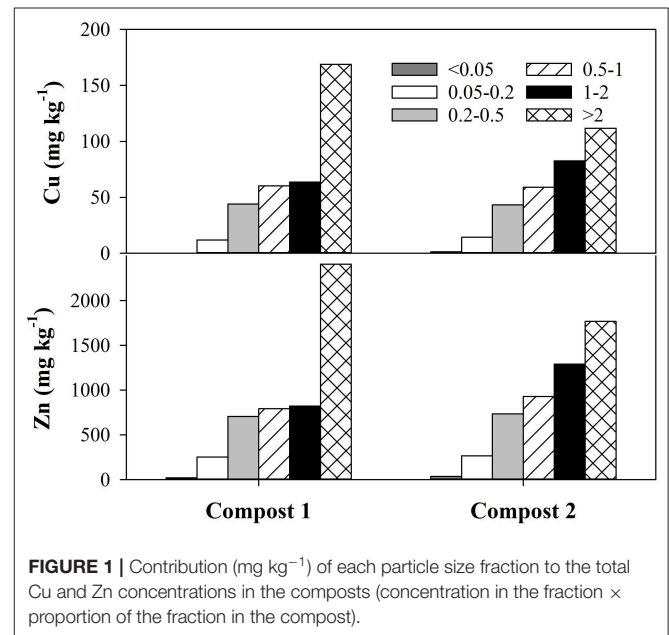 200
150
100
50
0
Cu (mg kg⁻¹)
<0.05
0.05-0.2
0.2-0.5
0.5-1
1-2
>2
2000
1500
1000
500
0
Zn (mg kg⁻¹)
Compost 1 Compost 2
FIGURE 1 | Contribution (mg kg⁻¹) of each particle size fraction to the total
Cu and Zn concentrations in the composts (concentration in the fraction ×
proportion of the fraction in the compost).